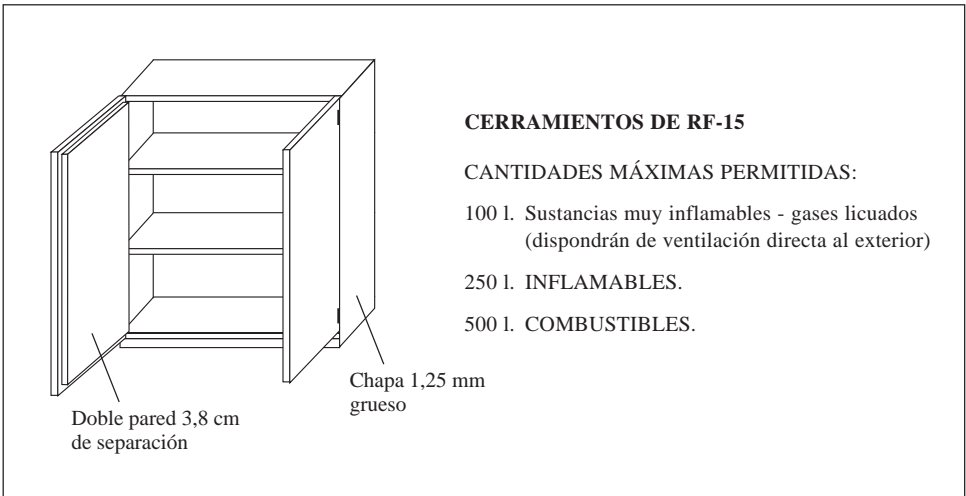 CERRAMIENTOS DE RF-15
CANTIDADES MÁXIMAS PERMITIDAS:
100 l. Sustancias muy inflamables - gases licuados
(dispondrán de ventilación directa al exterior)
250 l. INFLAMABLES.
500 l. COMBUSTIBLES.
Chapa 1,25 mm
grueso
Doble pared 3,8 cm
de separación